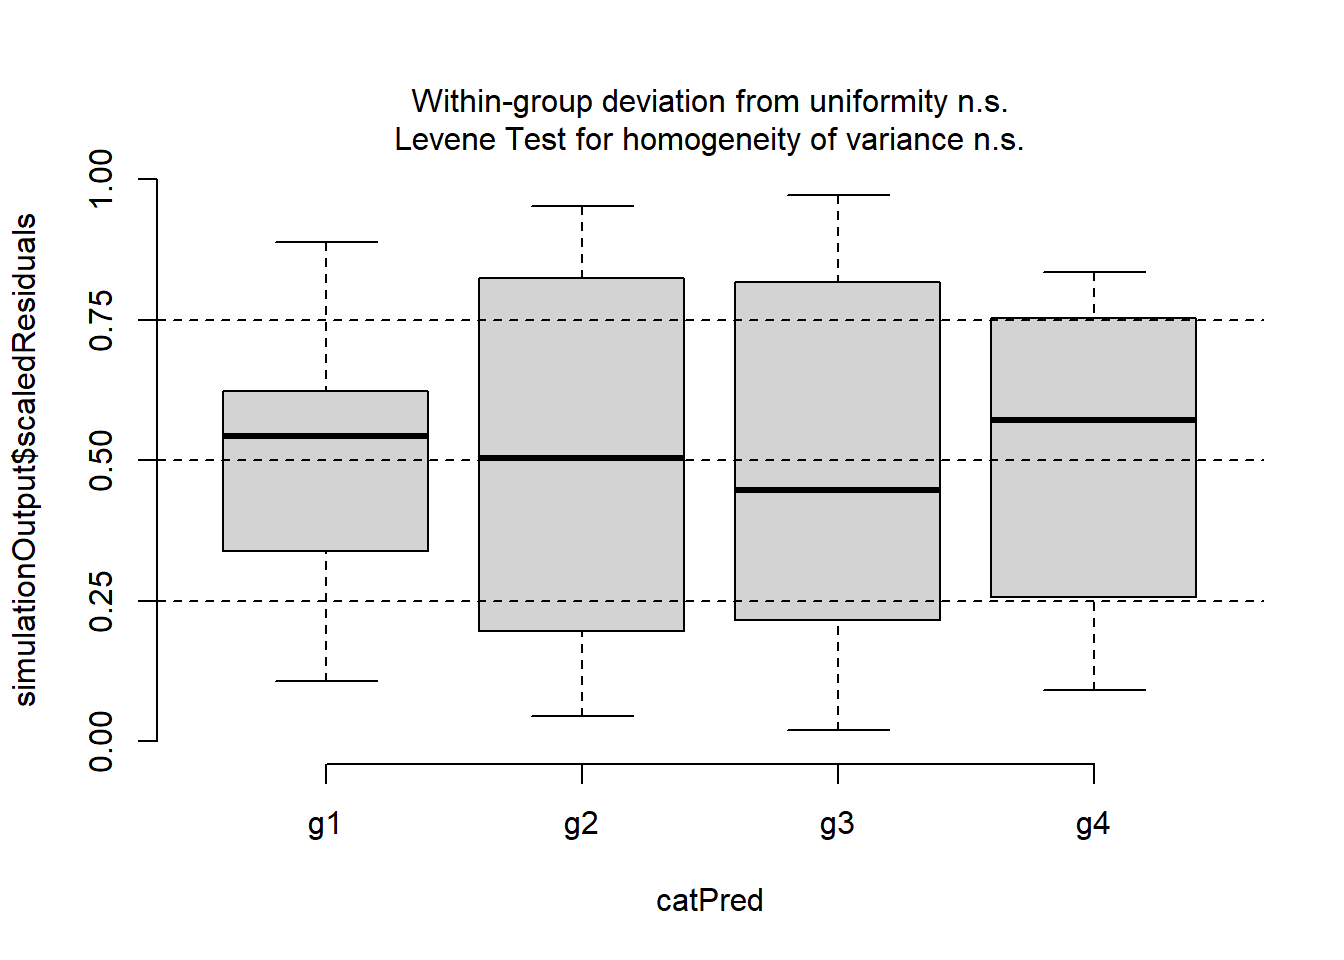 Within-group deviation from uniformity n.s.
Levene Test for homogeneity of variance n.s.
simulationOutput$scaledResiduals
1.00
0.75
0.50
0.25
0.00
g1 g2 g3 g4
catPred